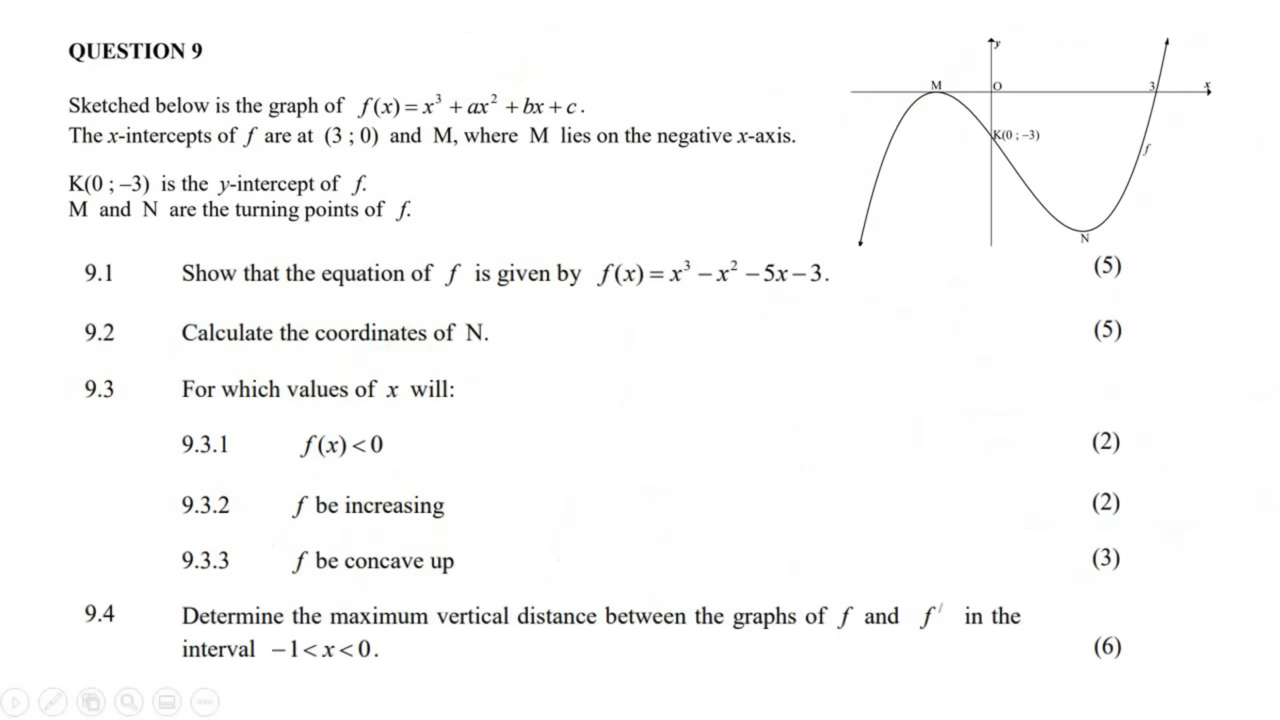 QUESTION 9
Sketched below is the graph of f(x) = x³ + ax² + bx + c.
The x-intercepts of f are at (3 ; 0) and M, where M lies on the negative x-axis.
K(0 ; –3) is the y-intercept of f.
M and N are the turning points of f.
y
M
O
3
x
K(0 ; –3)
f
N
9.1 Show that the equation of f is given by f(x) = x³ – x² – 5x – 3. (5)
9.2 Calculate the coordinates of N. (5)
9.3 For which values of x will:
9.3.1 f(x) < 0 (2)
9.3.2 f be increasing (2)
9.3.3 f be concave up (3)
9.4 Determine the maximum vertical distance between the graphs of f and f′ in the
interval –1 < x < 0. (6)